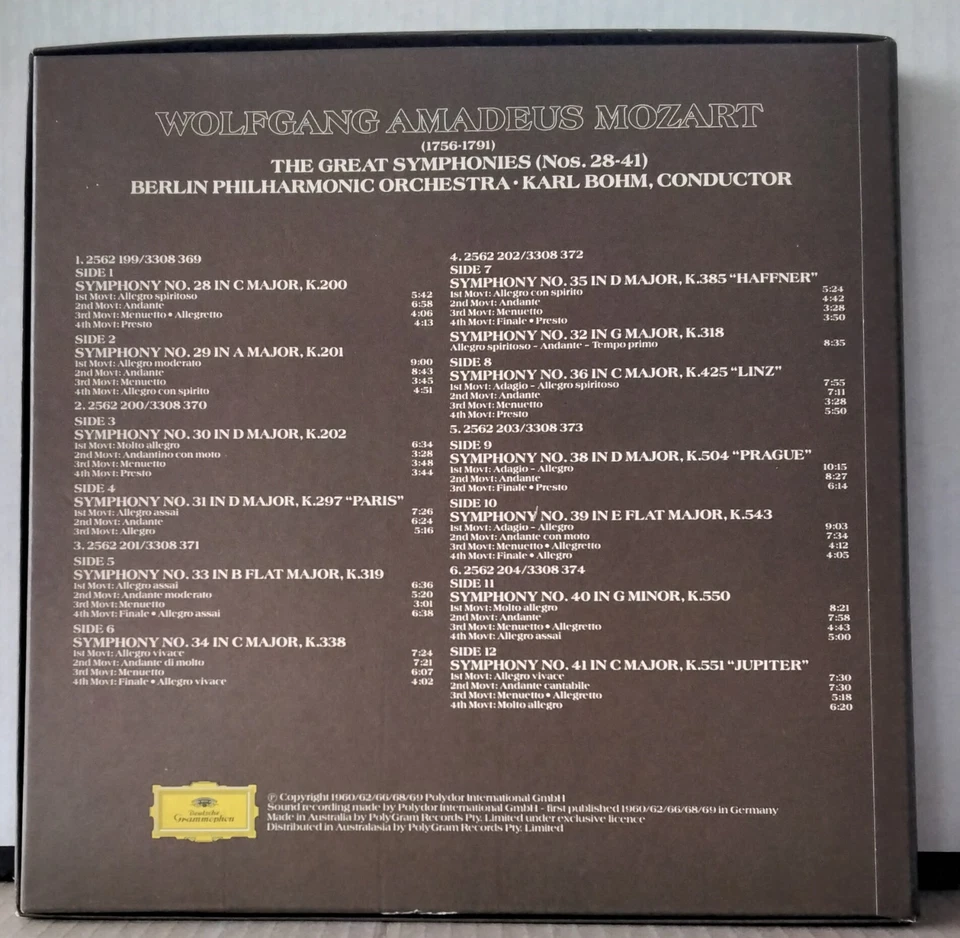 WOLFGANG AMADEUS MOZART
(1756-1791)
THE GREAT SYMPHONIES (Nos. 28-41)
BERLIN PHILHARMONIC ORCHESTRA • KARL BOHM, CONDUCTOR
1. 2562 199/3308 369
SIDE 1
SYMPHONY NO. 28 IN C MAJOR, K.200
1st Movt: Allegro spiritoso 5:42
2nd Movt: Andante 6:58
3rd Movt: Menuetto • Allegretto 4:06
4th Movt: Presto 4:13
SIDE 2
SYMPHONY NO. 29 IN A MAJOR, K.201
1st Movt: Allegro moderato 9:00
2nd Movt: Andante 8:43
3rd Movt: Menuetto 3:45
4th Movt: Allegro con spirito 4:51
2. 2562 200/3308 370
SIDE 3
SYMPHONY NO. 30 IN D MAJOR, K.202
1st Movt: Molto allegro 6:34
2nd Movt: Andantino con moto 3:28
3rd Movt: Menuetto 3:48
4th Movt: Presto 3:44
SIDE 4
SYMPHONY NO. 31 IN D MAJOR, K.297 "PARIS"
1st Movt: Allegro assai 7:26
2nd Movt: Andante 6:24
3rd Movt: Allegro 5:16
3. 2562 201/3308 371
SIDE 5
SYMPHONY NO. 33 IN B FLAT MAJOR, K.319
1st Movt: Allegro assai 6:36
2nd Movt: Andante moderato 5:20
3rd Movt: Menuetto 3:01
4th Movt: Finale • Allegro assai 6:38
SIDE 6
SYMPHONY NO. 34 IN C MAJOR, K.338
1st Movt: Allegro vivace 7:24
2nd Movt: Andante di molto 7:21
3rd Movt: Menuetto 6:07
4th Movt: Finale • Allegro vivace 4:02
4. 2562 202/3308 372
SIDE 7
SYMPHONY NO. 35 IN D MAJOR, K.385 "HAFFNER"
1st Movt: Allegro con spirito 5:24
2nd Movt: Andante 4:42
3rd Movt: Menuetto 3:28
4th Movt: Finale • Presto 3:50
SYMPHONY NO. 32 IN G MAJOR, K.318
Allegro spiritoso – Andante – Tempo primo 8:35
SIDE 8
SYMPHONY NO. 36 IN C MAJOR, K.425 "LINZ"
1st Movt: Adagio – Allegro spiritoso 7:55
2nd Movt: Andante 7:11
3rd Movt: Menuetto 3:28
4th Movt: Presto 5:50
5. 2562 203/3308 373
SIDE 9
SYMPHONY NO. 38 IN D MAJOR, K.504 "PRAGUE"
1st Movt: Adagio – Allegro 10:15
2nd Movt: Andante 8:27
3rd Movt: Finale • Presto 6:14
SIDE 10
SYMPHONY NO. 39 IN E FLAT MAJOR, K.543
1st Movt: Adagio – Allegro 9:03
2nd Movt: Andante con moto 7:34
3rd Movt: Menuetto • Allegretto 4:12
4th Movt: Finale • Allegro 4:05
6. 2562 204/3308 374
SIDE 11
SYMPHONY NO. 40 IN G MINOR, K.550
1st Movt: Molto allegro 8:21
2nd Movt: Andante 7:58
3rd Movt: Menuetto • Allegretto 4:43
4th Movt: Allegro assai 5:00
SIDE 12
SYMPHONY NO. 41 IN C MAJOR, K.551 "JUPITER"
1st Movt: Allegro vivace 7:30
2nd Movt: Andante cantabile 7:30
3rd Movt: Menuetto • Allegretto 5:18
4th Movt: Molto allegro 6:20
Deutsche
Grammophon
℗ Copyright 1960/62/66/68/69 Polydor International GmbH
Sound recording made by Polydor International GmbH – first published 1960/62/66/68/69 in Germany
Made in Australia by PolyGram Records Pty. Limited under exclusive licence
Distributed in Australasia by PolyGram Records Pty. Limited